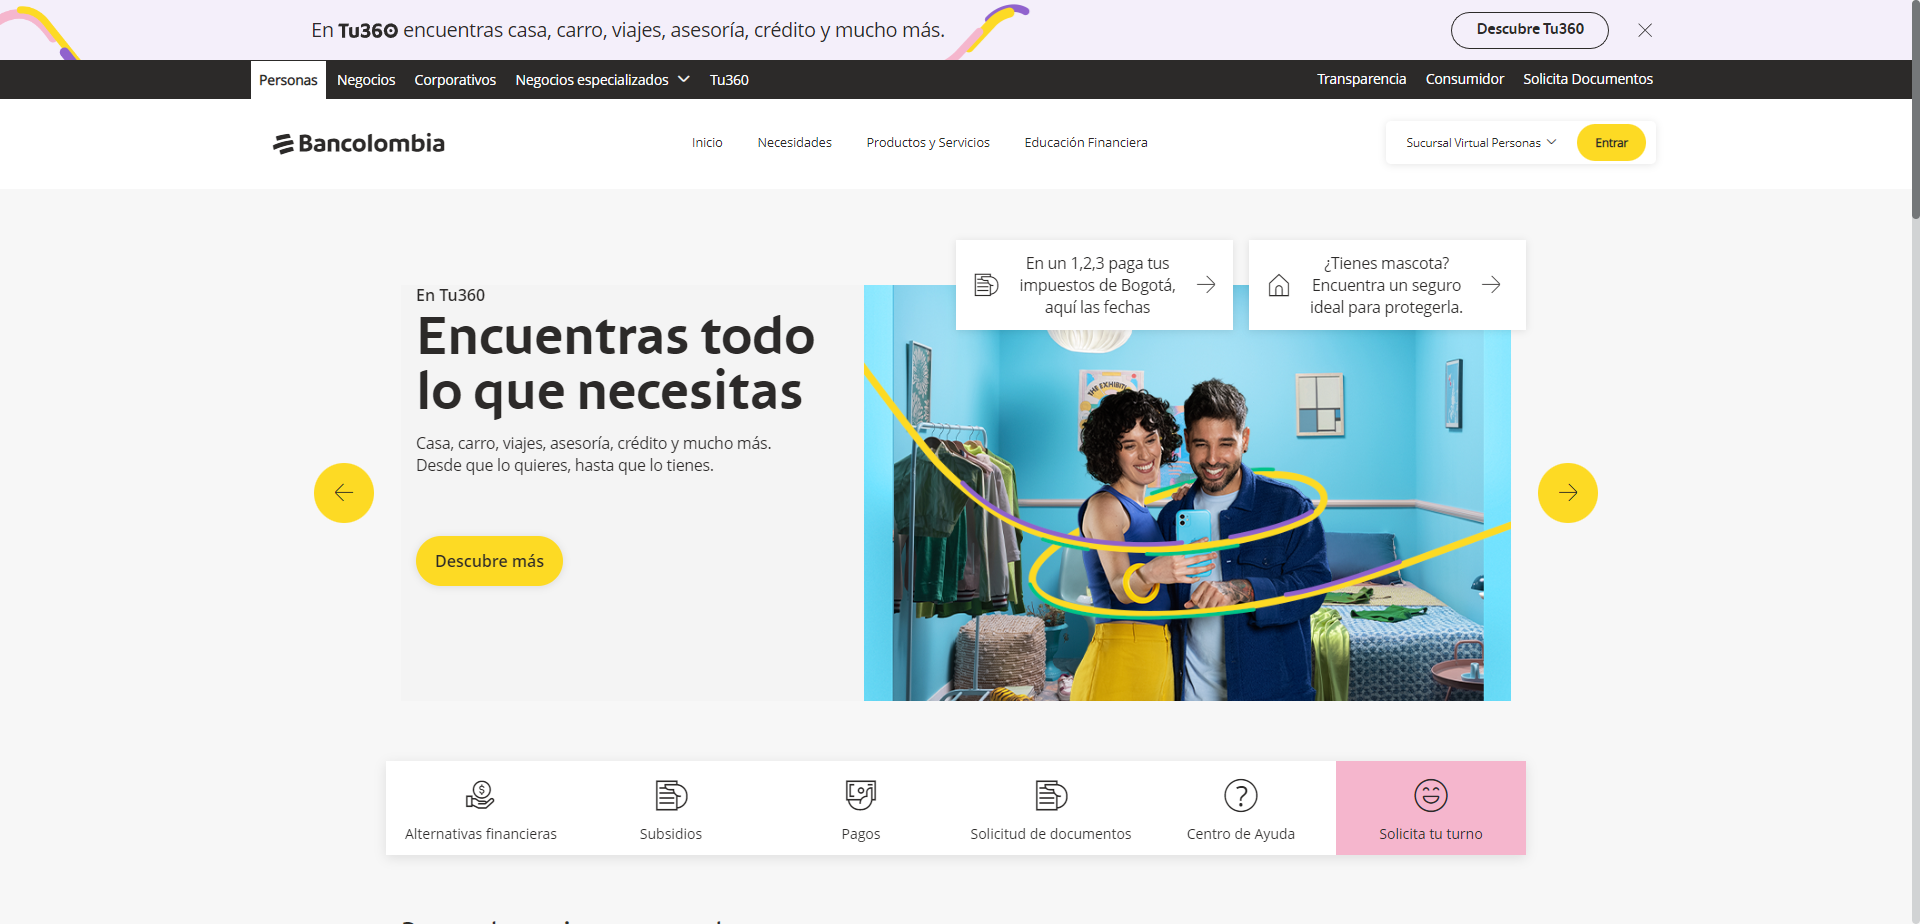 En Tu360 encuentras casa, carro, viajes, asesoría, crédito y mucho más.
Descubre Tu360
Personas
Negocios
Corporativos
Negocios especializados
Tu360
Transparencia
Consumidor
Solicita Documentos
Bancolombia
Inicio
Necesidades
Productos y Servicios
Educación Financiera
Sucursal Virtual Personas
Entrar
En un 1,2,3 paga tus
impuestos de Bogotá,
aquí las fechas
¿Tienes mascota?
Encuentra un seguro
ideal para protegerla.
En Tu360
Encuentras todo
lo que necesitas
Casa, carro, viajes, asesoría, crédito y mucho más.
Desde que lo quieres, hasta que lo tienes.
Descubre más
THE EXHIBIT
Alternativas financieras
Subsidios
Pagos
Solicitud de documentos
Centro de Ayuda
Solicita tu turno